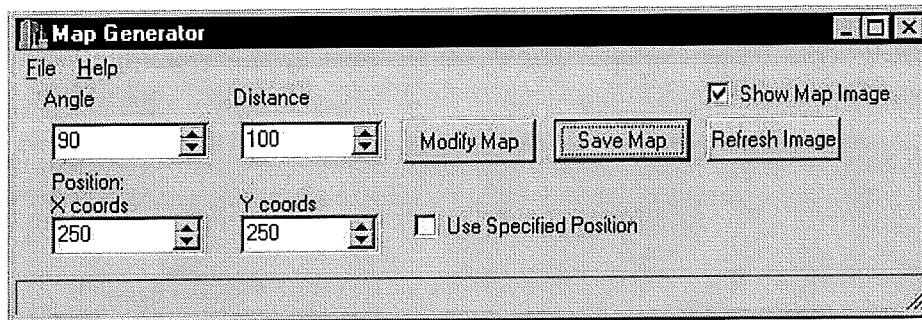 Map Generator
File Help
Angle
Distance
Show Map Image
90
100
Modify Map
Save Map
Refresh Image
Position:
X coords
Y coords
250
250
Use Specified Position